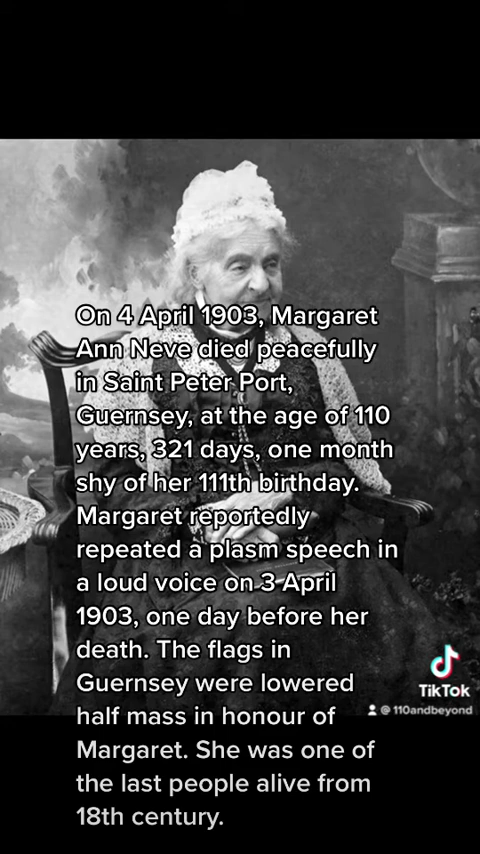 On 4 April 1903, Margaret
Ann Neve died peacefully
in Saint Peter Port,
Guernsey, at the age of 110
years, 321 days, one month
shy of her 111th birthday.
Margaret reportedly
repeated a plasm speech in
a loud voice on 3 April
1903, one day before her
death. The flags in
Guernsey were lowered
half mass in honour of
Margaret. She was one of
the last people alive from
18th century.
TikTok
@ 110andbeyond